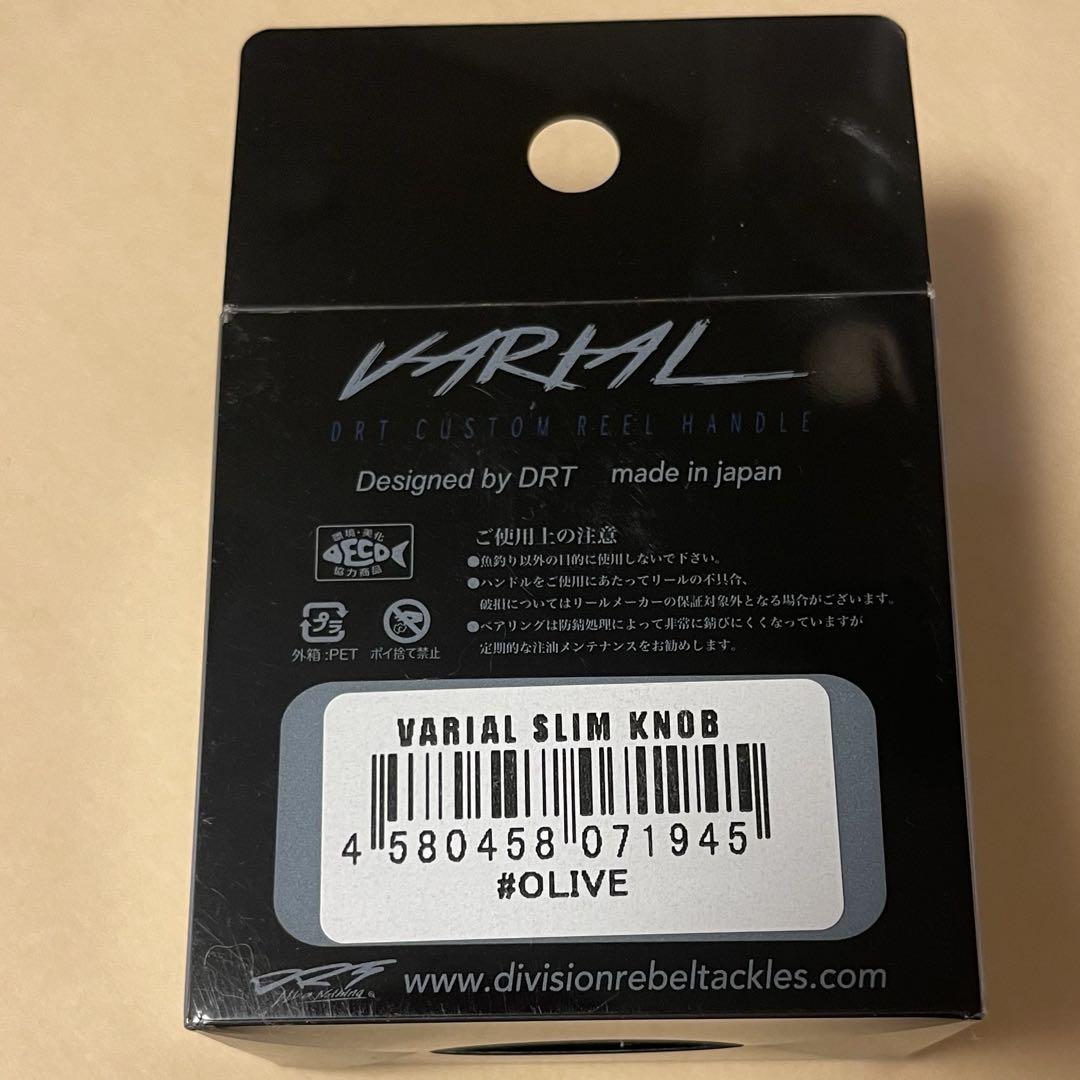 VARIAL
DRT CUSTOM REEL HANDLE
Designed by DRT made in japan
環境・美化
ECO
協力商品
プラ
外箱:PET ポイ捨て禁止
ご使用上の注意
●魚釣り以外の目的に使用しないで下さい。
●ハンドルをご使用にあたってリールの不具合、
破損についてはリールメーカーの保証対象外となる場合がございます。
●ベアリングは防錆処理によって非常に錆びにくくなっていますが
定期的な注油メンテナンスをお勧めします。
VARIAL SLIM KNOB
4 580458 071945
#OLIVE
DRT
www.divisionrebeltackles.com